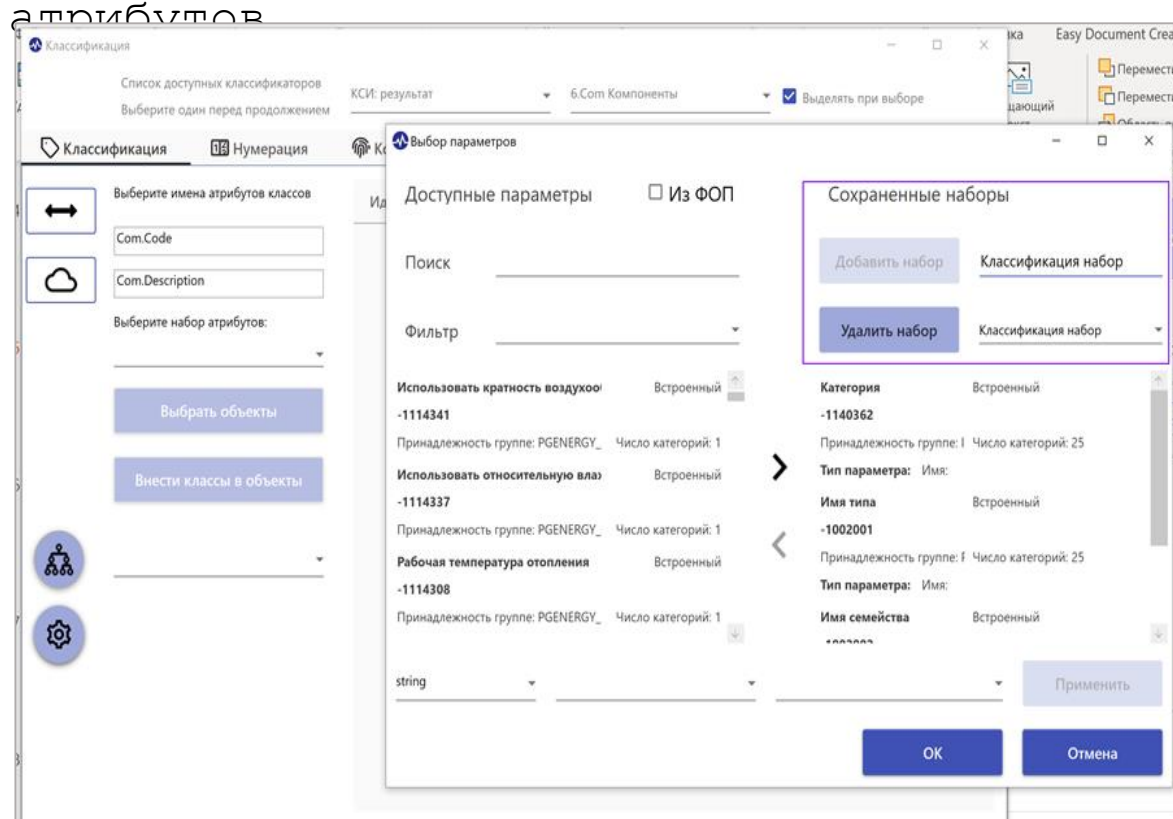 атрибутов
Классификация
ка Easy Document Crea
Список доступных классификаторов
Выберите один перед продолжением
КСИ: результат
6.Com Компоненты
Выделять при выборе
Перемест
Перемест
щающий
Классификация
Нумерация
Выбор параметров
Выберите имена атрибутов классов
Com.Code
Com.Description
Выберите набор атрибутов:
Выбрать объекты
Внести классы в объекты
Доступные параметры
Из ФОП
Сохраненные наборы
Поиск
Добавить набор
Классификация набор
Фильтр
Удалить набор
Классификация набор
Использовать кратность воздухоо Встроенный
-1114341
Принадлежность группе: PGENERGY_ Число категорий: 1
Использовать относительную вла Встроенный
-1114337
Принадлежность группе: PGENERGY_ Число категорий: 1
Рабочая температура отопления Встроенный
-1114308
Принадлежность группе: PGENERGY_ Число категорий: 1
Категория Встроенный
-1140362
Принадлежность группе: Число категорий: 25
Тип параметра: Имя:
Имя типа Встроенный
-1002001
Принадлежность группе: Число категорий: 25
Тип параметра: Имя:
Имя семейства Встроенный
string
Применить
ОК
Отмена